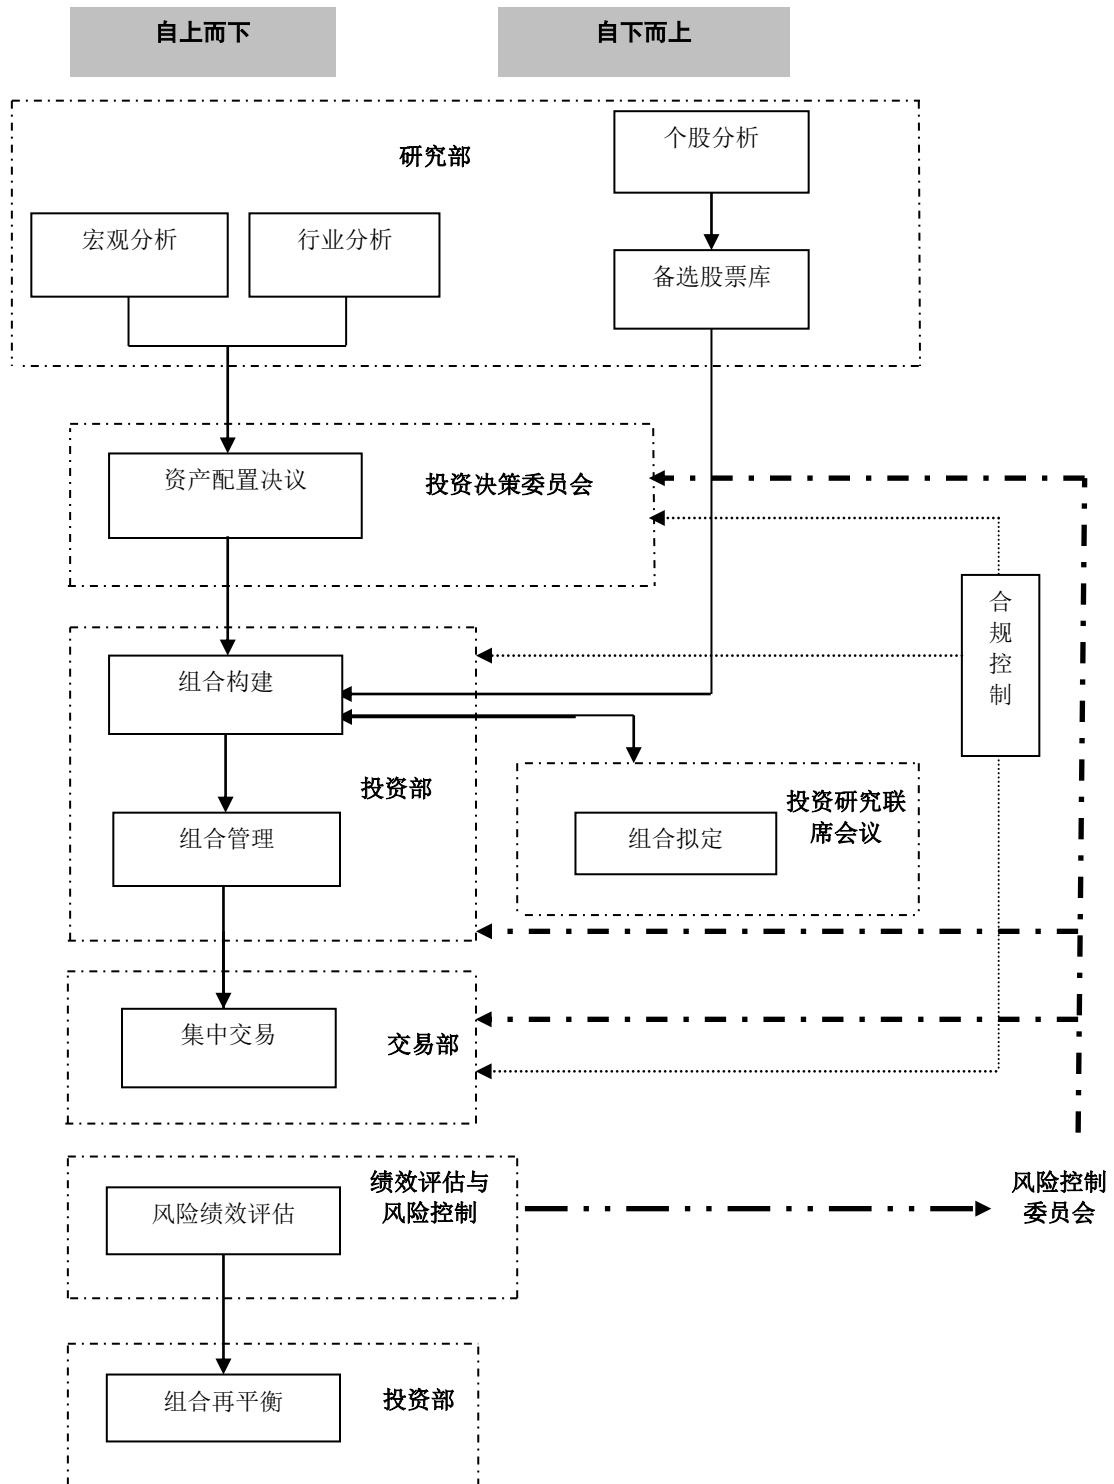 自上而下
自下而上
个股分析
研究部
宏观分析
行业分析
备选股票库
资产配置决议
投资决策委员会
合
规
控
制
组合构建
投资部
投资研究联
席会议
组合管理
组合拟定
集中交易
交易部
绩效评估与
风险控制
风险绩效评估
风险控制
委员会
组合再平衡
投资部